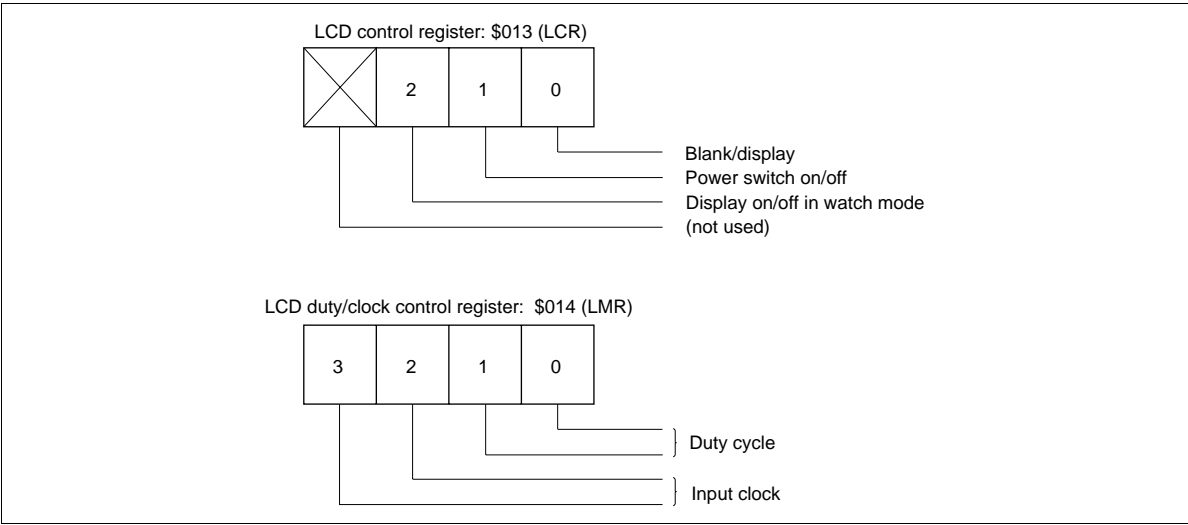 LCD control register: $013 (LCR)
2 1 0
Blank/display
Power switch on/off
Display on/off in watch mode
(not used)
LCD duty/clock control register: $014 (LMR)
3 2 1 0
Duty cycle
Input clock